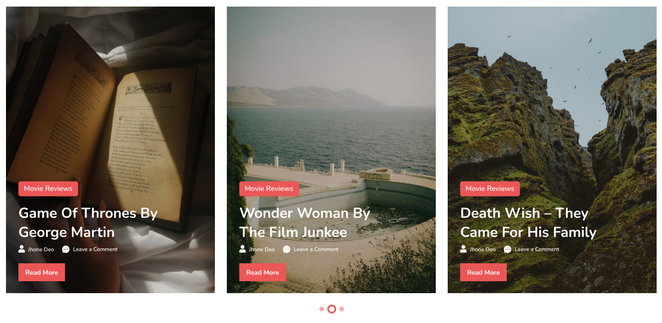 Movie Reviews
Game Of Thrones By
George Martin
Jhone Deo Leave a Comment
Read More
Movie Reviews
Wonder Woman By
The Film Junkee
Jhone Deo Leave a Comment
Read More
Movie Reviews
Death Wish – They
Came For His Family
Jhone Deo Leave a Comment
Read More